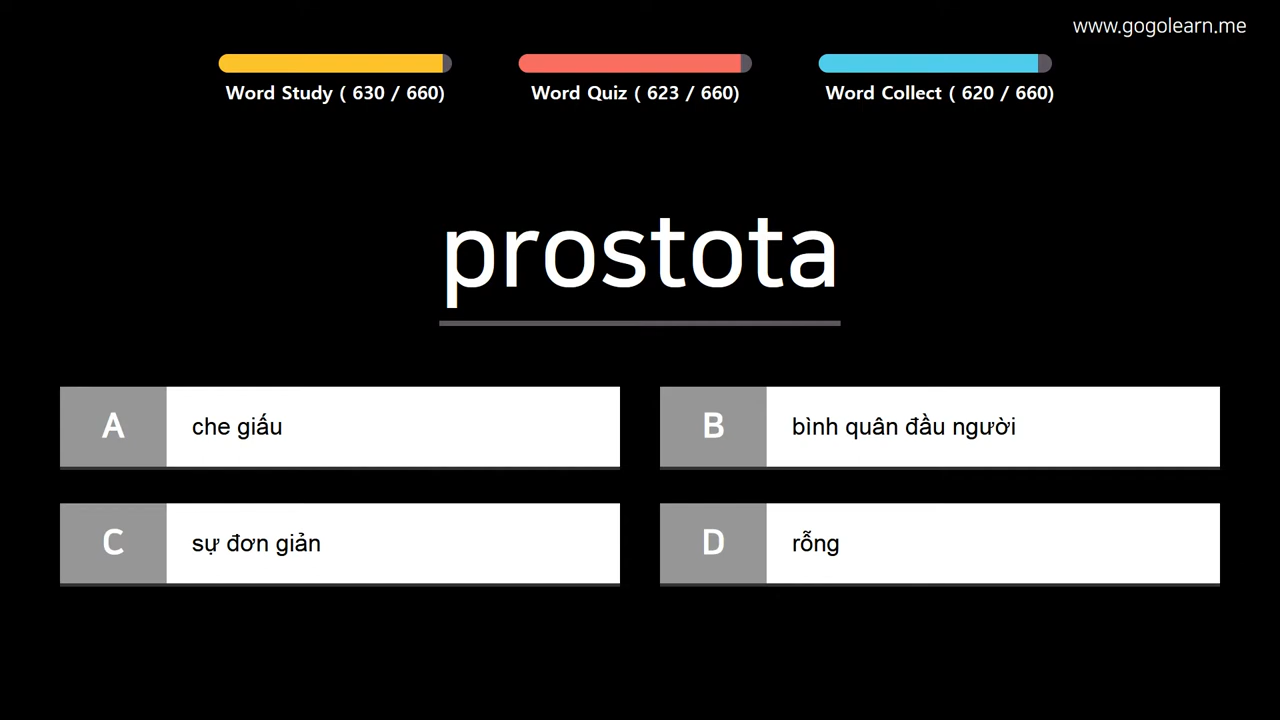 www.gogolearn.me
Word Study ( 630 / 660)
Word Quiz ( 623 / 660)
Word Collect ( 620 / 660)
prostota
A che giấu
B bình quân đầu người
C sự đơn giản
D rỗng